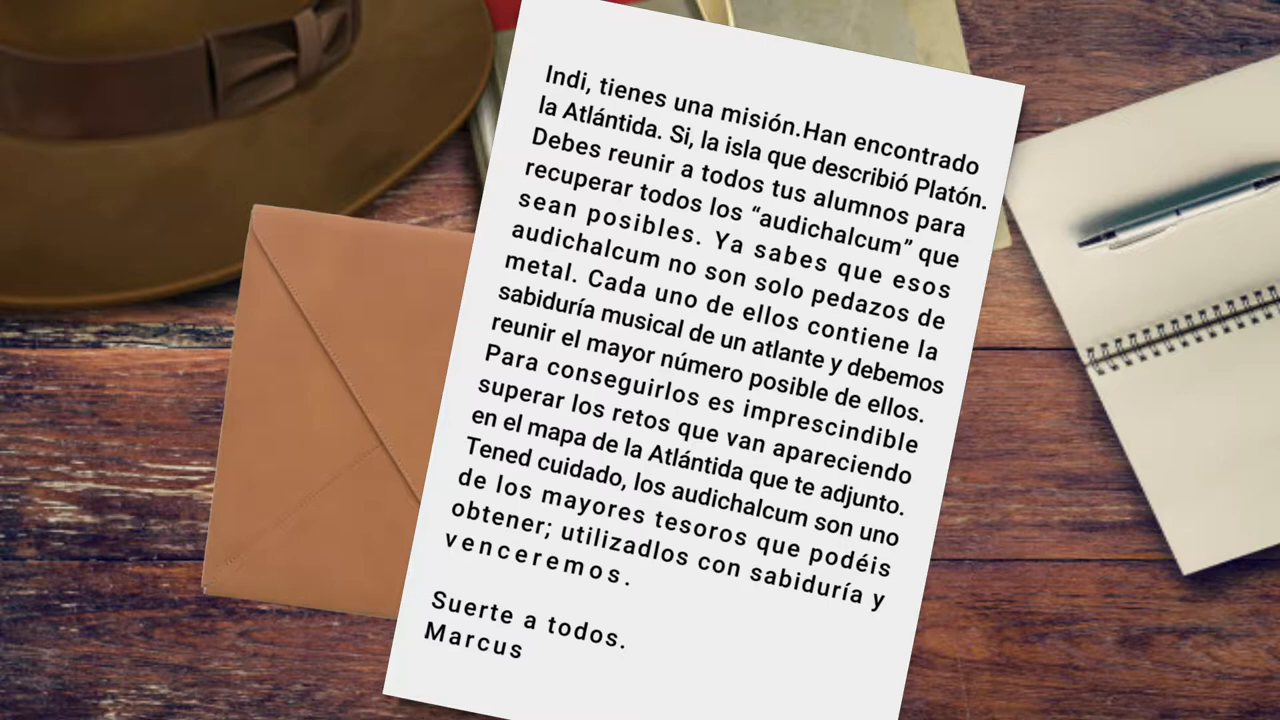 Indi, tienes una misión.Han encontrado
la Atlántida. Si, la isla que describió Platón.
Debes reunir a todos tus alumnos para
recuperar todos los “audichalcum” que
sean posibles. Ya sabes que esos
audichalcum no son solo pedazos de
metal. Cada uno de ellos contiene la
sabiduría musical de un atlante y debemos
reunir el mayor número posible de ellos.
Para conseguirlos es imprescindible
superar los retos que van apareciendo
en el mapa de la Atlántida que te adjunto.
Tened cuidado, los audichalcum son uno
de los mayores tesoros que podéis
obtener; utilizadlos con sabiduría y
venceremos.
Suerte a todos.
Marcus